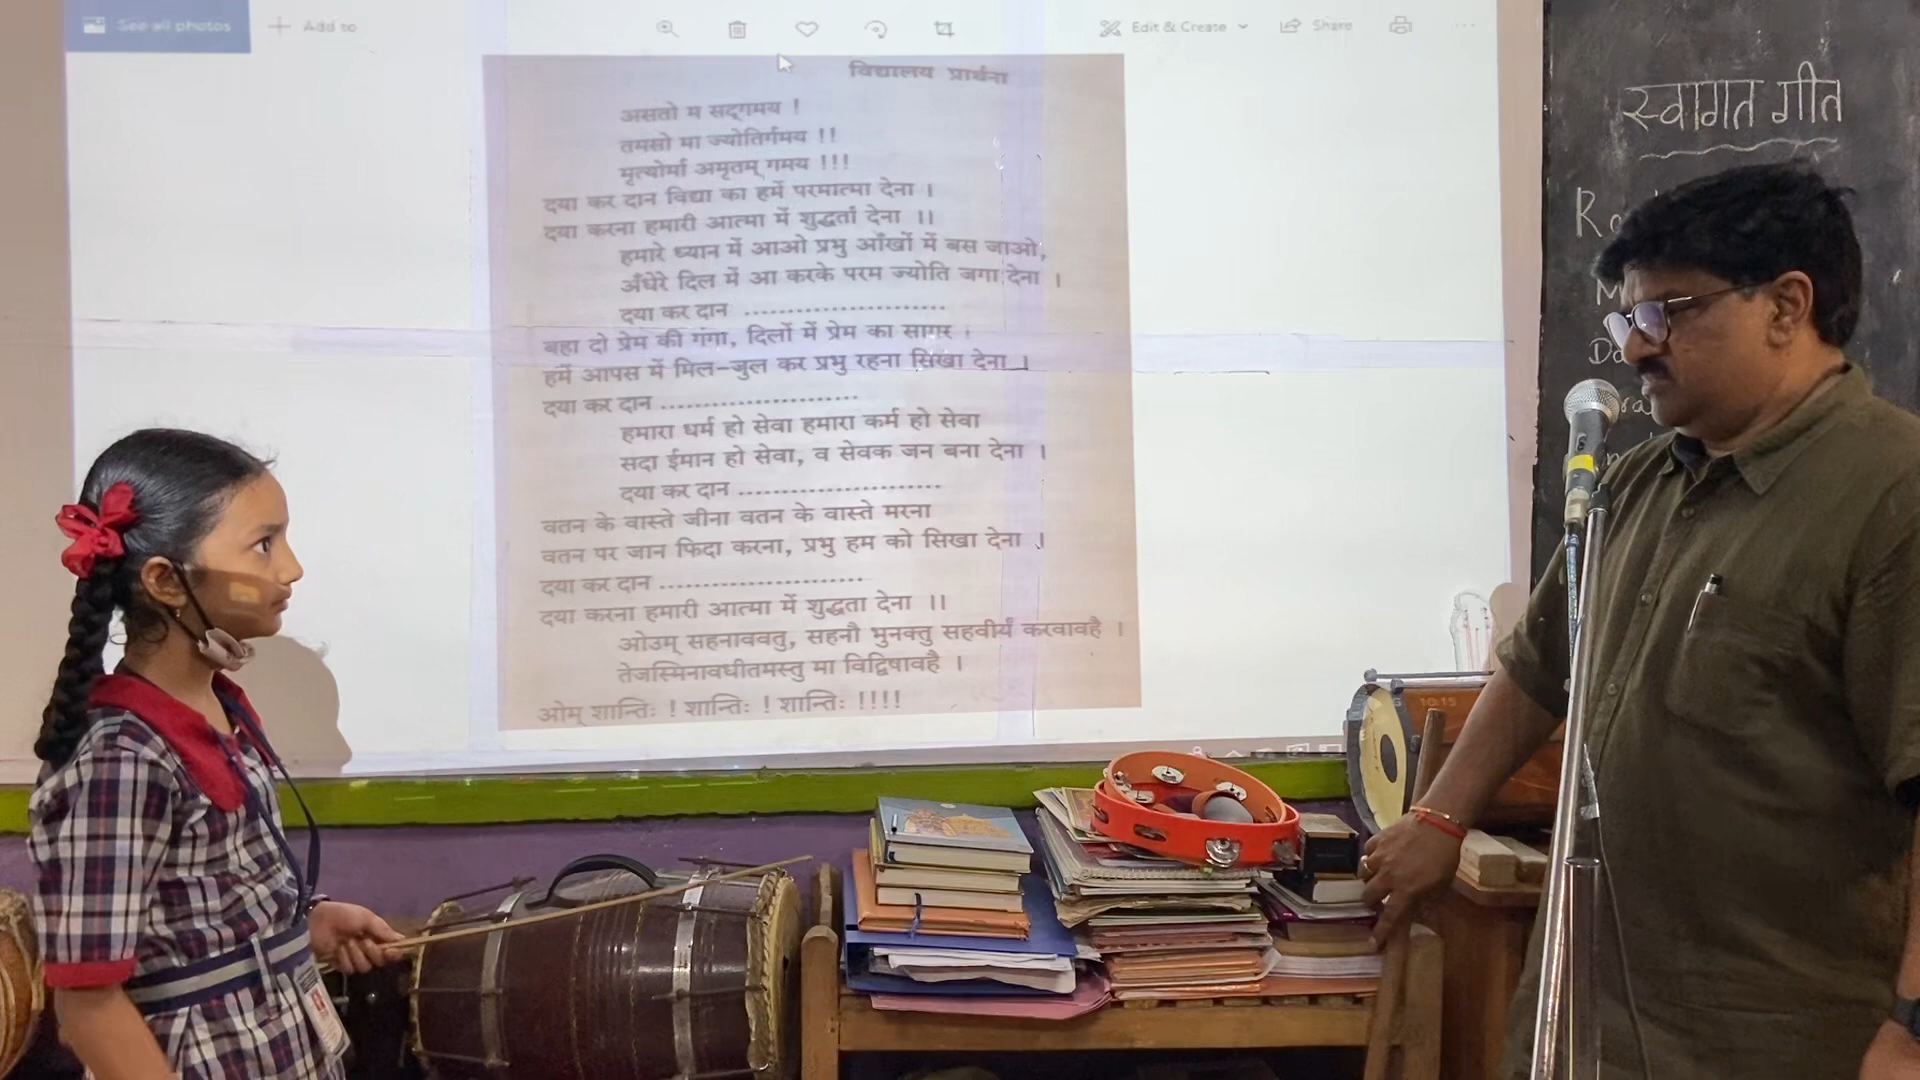 See all photos
Add to
Edit & Create
Share
विद्यालय प्रार्थना
असतो म सद्गमय !
तमसो मा ज्योतिर्गमय !!
मृत्योर्मा अमृतम् गमय !!!
दया कर दान विद्या का हमें परमात्मा देना ।
दया करना हमारी आत्मा में शुद्धतां देना ।।
हमारे ध्यान में आओ प्रभु आँखों में बस जाओ,
अँधेरे दिल में आ करके परम ज्योति जगा देना ।
दया कर दान .......................
बहा दो प्रेम की गंगा, दिलों में प्रेम का सागर ।
हमें आपस में मिल-जुल कर प्रभु रहना सिखा देना ।
दया कर दान .......................
हमारा धर्म हो सेवा हमारा कर्म हो सेवा
सदा ईमान हो सेवा, व सेवक जन बना देना ।
दया कर दान .......................
वतन के वास्ते जीना वतन के वास्ते मरना
वतन पर जान फिदा करना, प्रभु हम को सिखा देना ।
दया कर दान .......................
दया करना हमारी आत्मा में शुद्धता देना ।।
ओउम् सहनाववतु, सहनौ भुनक्तु सहवीर्यं करवावहै ।
तेजस्मिनावधीतमस्तु मा विद्विषावहै ।
ओम् शान्तिः ! शान्तिः ! शान्तिः !!!!
स्वागत गीत
10:15